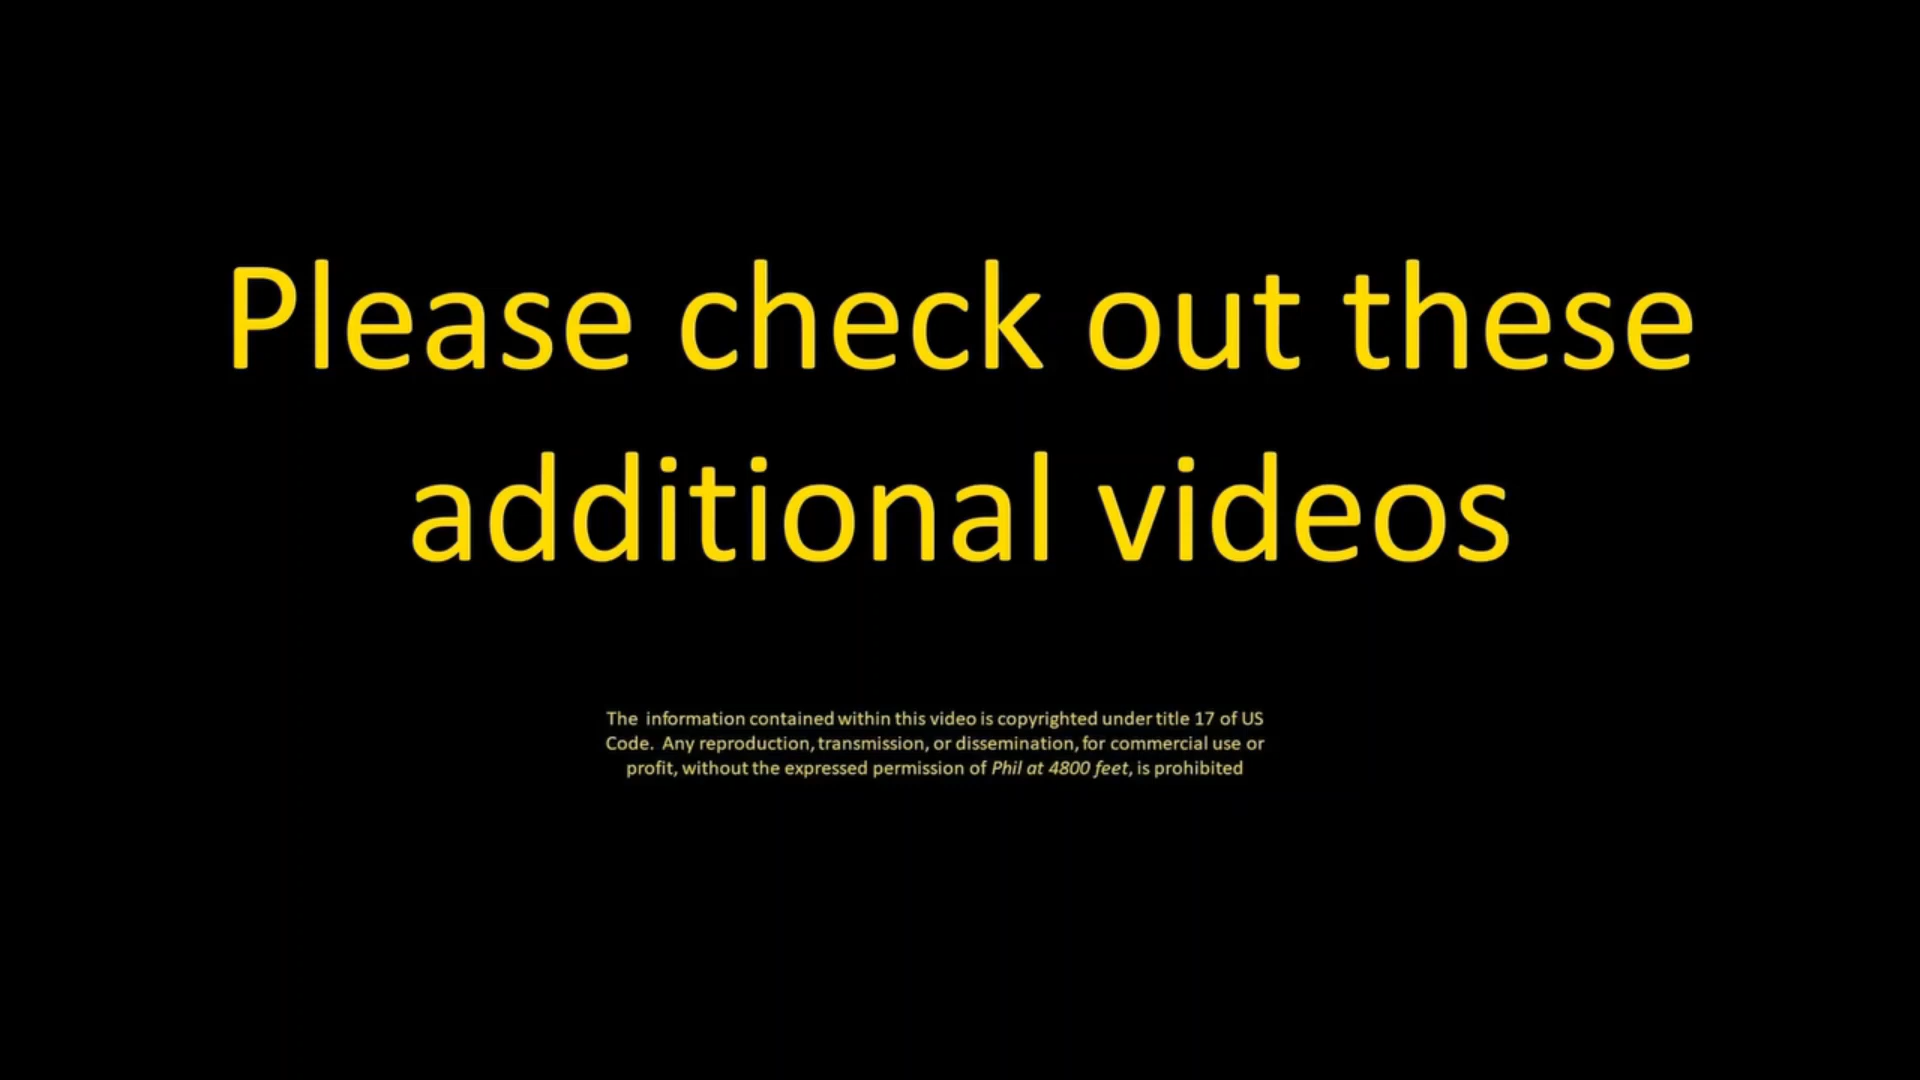 Please check out these
additional videos
The  information contained within this video is copyrighted under title 17 of US
Code.  Any reproduction, transmission, or dissemination, for commercial use or
profit, without the expressed permission of Phil at 4800 feet, is prohibited